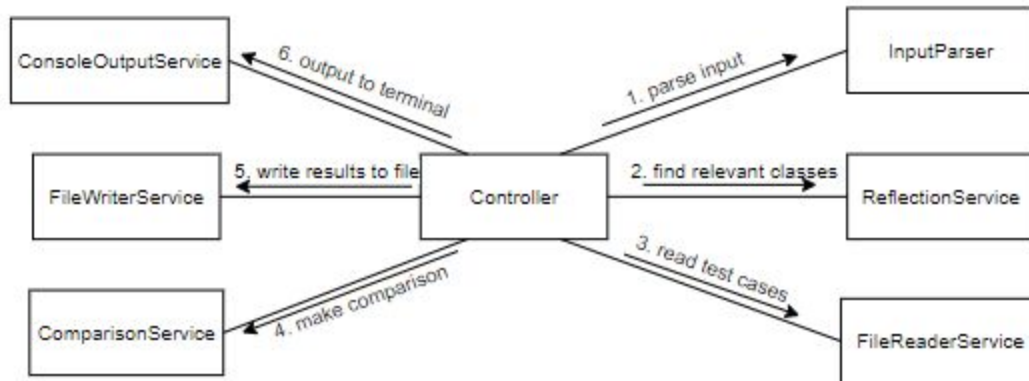 ConsoleOutputService
6. output to terminal
1. parse input
InputParser
FileWriterService
5. write results to file
Controller
2. find relevant classes
ReflectionService
ComparisonService
4. make comparison
3. read test cases
FileReaderService